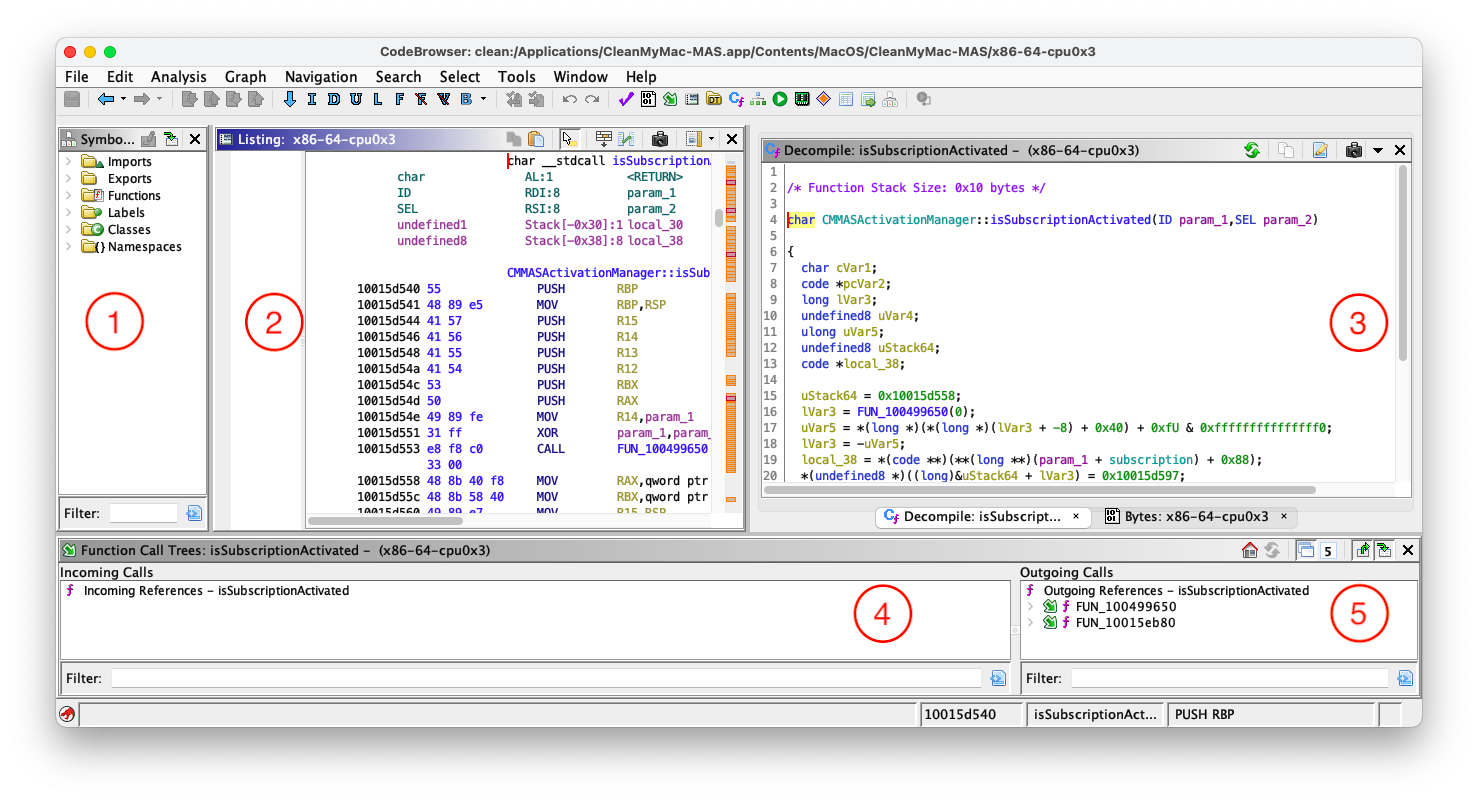 CodeBrowser: clean:/Applications/CleanMyMac-MAS.app/Contents/MacOS/CleanMyMac-MAS/x86-64-cpu0x3
File Edit Analysis Graph Navigation Search Select Tools Window Help
I D U L F F V B
Symbo...
Imports
Exports
Functions
Labels
Classes
Namespaces
1
Filter:
Listing: x86-64-cpu0x3
char __stdcall isSubscription
char AL:1 <RETURN>
ID RDI:8 param_1
SEL RSI:8 param_2
undefined1 Stack[-0x30]:1 local_30
undefined8 Stack[-0x38]:8 local_38
CMMASActivationManager::isSub
10015d540 55 PUSH RBP
10015d541 48 89 e5 MOV RBP,RSP
10015d544 41 57 PUSH R15
10015d546 41 56 PUSH R14
10015d548 41 55 PUSH R13
10015d54a 41 54 PUSH R12
10015d54c 53 PUSH RBX
10015d54d 50 PUSH RAX
10015d54e 49 89 fe MOV R14,param_1
10015d551 31 ff XOR param_1,param_
10015d553 e8 f8 c0 CALL FUN_100499650
33 00
10015d558 48 8b 40 f8 MOV RAX,qword ptr
10015d55c 48 8b 58 40 MOV RBX,qword ptr
10015d560 49 89 e7 MOV R15,RSP
2
Decompile: isSubscriptionActivated – (x86-64-cpu0x3)
1
2 /* Function Stack Size: 0x10 bytes */
3
4 char CMMASActivationManager::isSubscriptionActivated(ID param_1,SEL param_2)
5
6 {
7 char cVar1;
8 code *pcVar2;
9 long lVar3;
10 undefined8 uVar4;
11 ulong uVar5;
12 undefined8 uStack64;
13 code *local_38;
14
15 uStack64 = 0x10015d558;
16 lVar3 = FUN_100499650(0);
17 uVar5 = *(long *)(*(long *)(lVar3 + -8) + 0x40) + 0xfU & 0xfffffffffffffff0;
18 lVar3 = -uVar5;
19 local_38 = *(code **)(**(long **)(param_1 + subscription) + 0x88);
20 *(undefined8 *)((long)&uStack64 + lVar3) = 0x10015d597;
3
Decompile: isSubscript... ×
Bytes: x86-64-cpu0x3 ×
Function Call Trees: isSubscriptionActivated – (x86-64-cpu0x3)
5
Incoming Calls
f Incoming References – isSubscriptionActivated
4
Filter:
Outgoing Calls
f Outgoing References – isSubscriptionActivated
f FUN_100499650
f FUN_10015eb80
5
Filter:
10015d540
isSubscriptionAct...
PUSH RBP